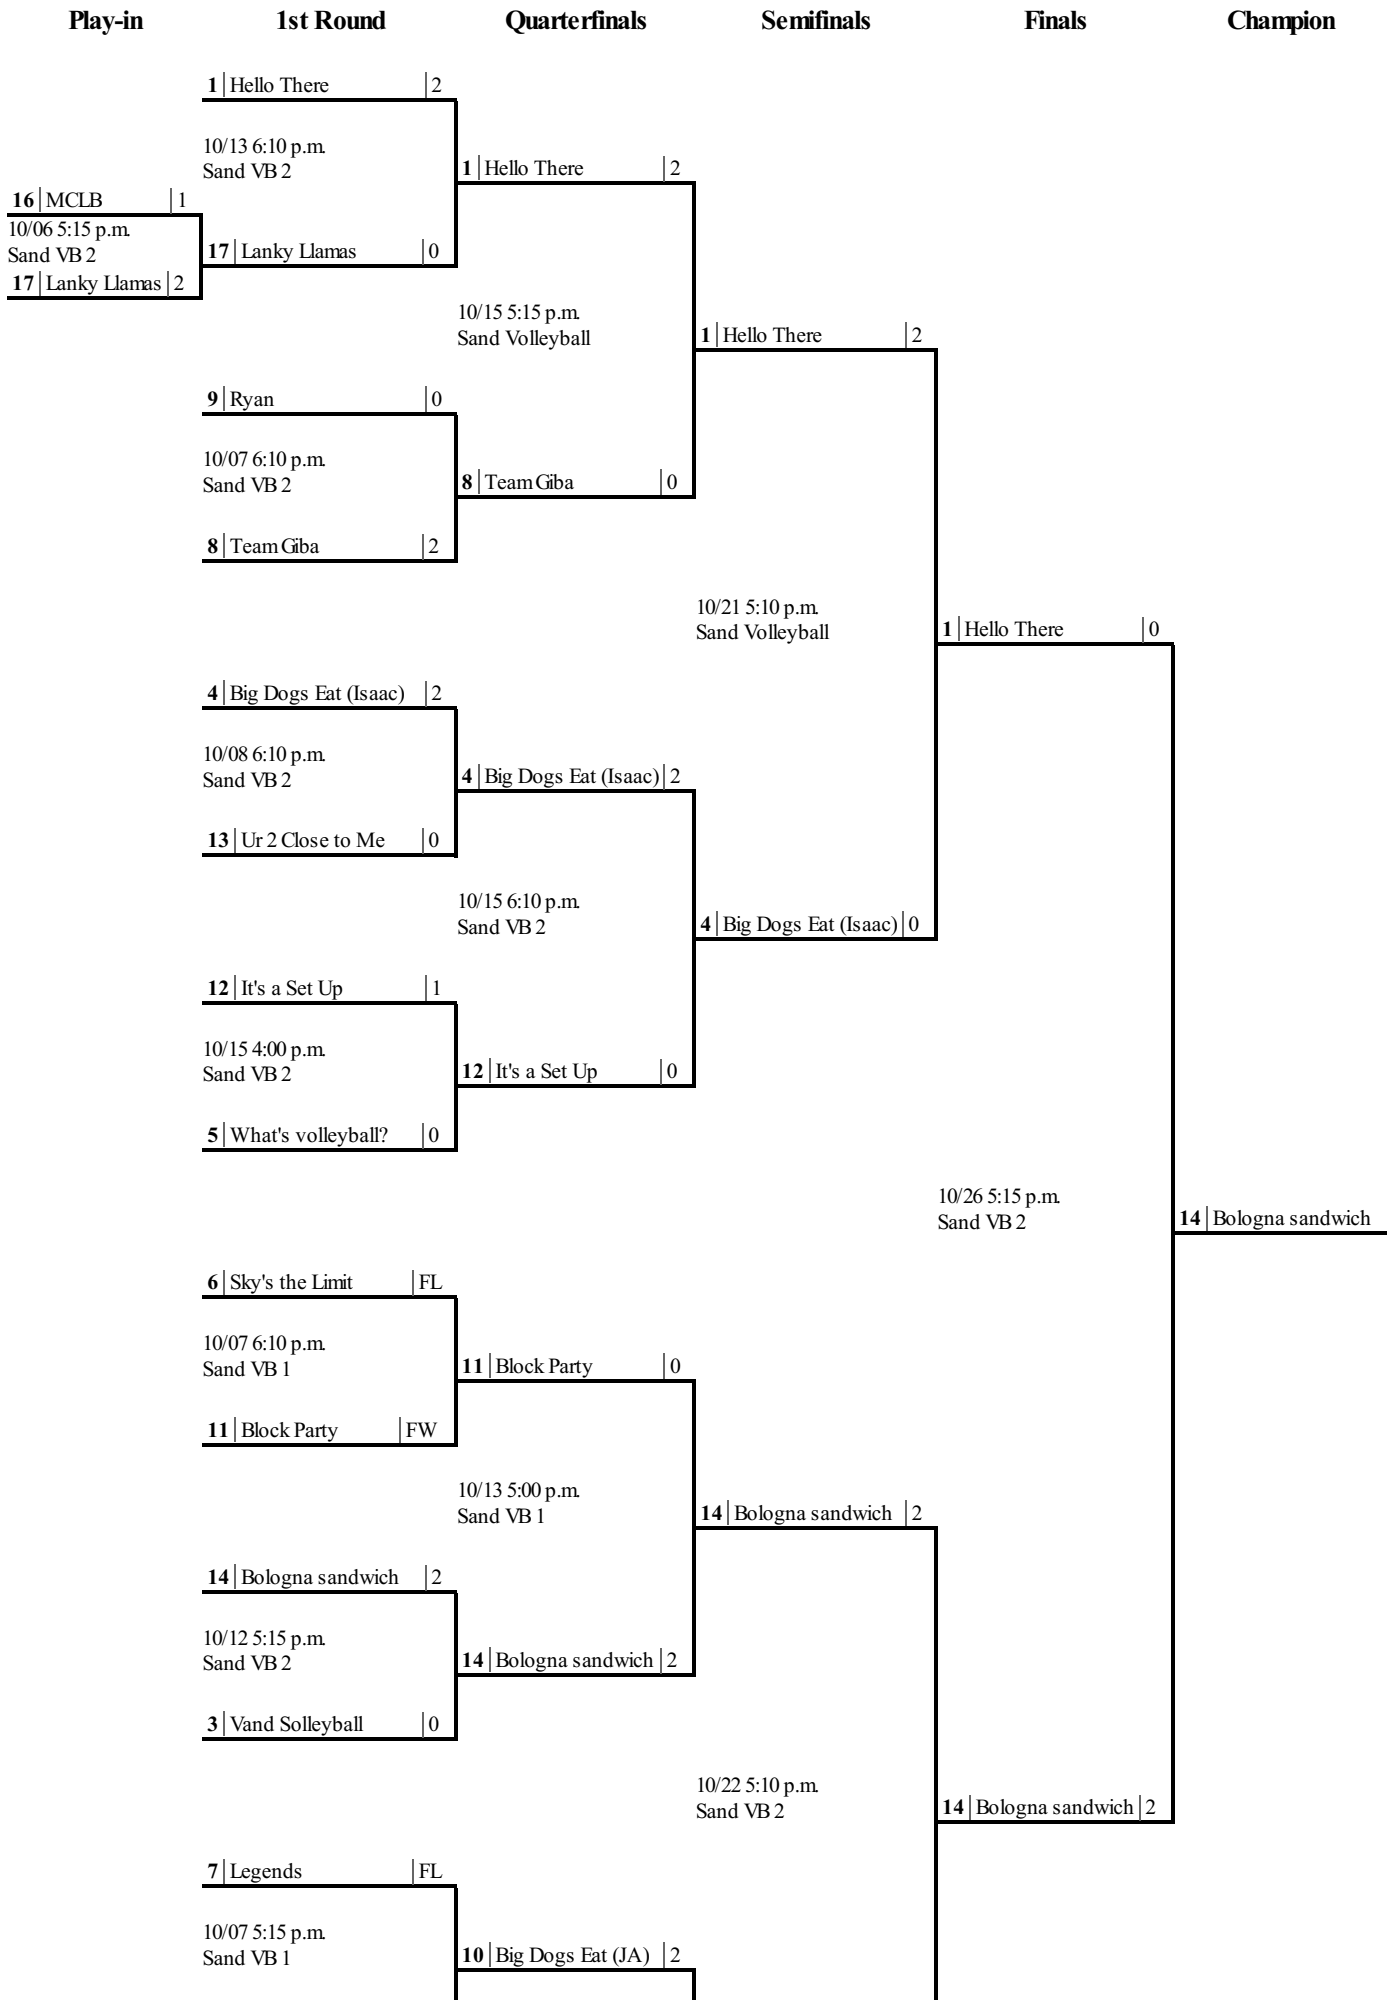 Play-in 1st Round Quarterfinals Semifinals Finals Champion
1 Hello There 2
10/13 6:10 p.m.
Sand VB 2
1 Hello There 2
16 MCLB 1
10/06 5:15 p.m.
Sand VB 2
17 Lanky Llamas 0
17 Lanky Llamas 2
10/15 5:15 p.m.
Sand Volleyball
1 Hello There 2
9 Ryan 0
10/07 6:10 p.m.
Sand VB 2
8 Team Giba 0
8 Team Giba 2
10/21 5:10 p.m.
Sand Volleyball
1 Hello There 0
4 Big Dogs Eat (Isaac) 2
10/08 6:10 p.m.
Sand VB 2
4 Big Dogs Eat (Isaac) 2
13 Ur 2 Close to Me 0
10/15 6:10 p.m.
Sand VB 2
4 Big Dogs Eat (Isaac) 0
12 It's a Set Up 1
10/15 4:00 p.m.
Sand VB 2
12 It's a Set Up 0
5 What's volleyball? 0
10/26 5:15 p.m.
Sand VB 2
14 Bologna sandwich
6 Sky's the Limit FL
10/07 6:10 p.m.
Sand VB 1
11 Block Party 0
11 Block Party FW
10/13 5:00 p.m.
Sand VB 1
14 Bologna sandwich 2
14 Bologna sandwich 2
10/12 5:15 p.m.
Sand VB 2
14 Bologna sandwich 2
3 Vand Solleyball 0
10/22 5:10 p.m.
Sand VB 2
14 Bologna sandwich 2
7 Legends FL
10/07 5:15 p.m.
Sand VB 1
10 Big Dogs Eat (JA) 2